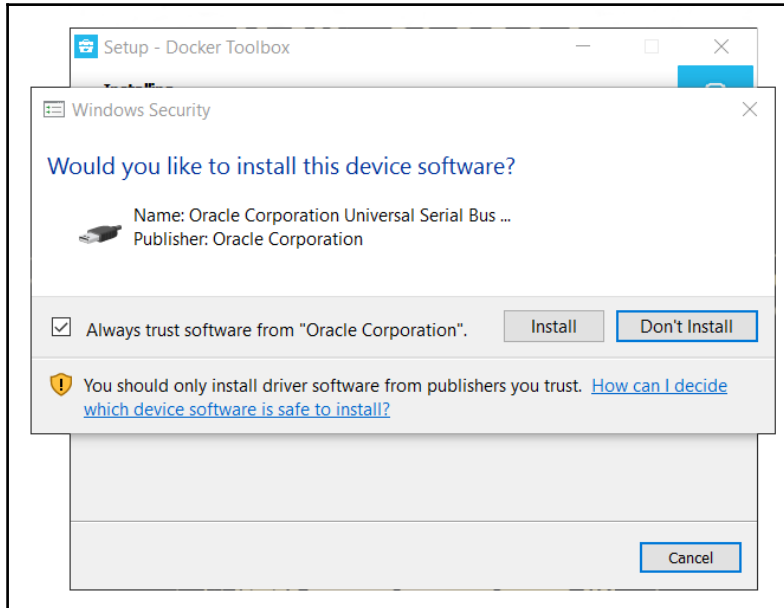 Setup - Docker Toolbox
Windows Security
Would you like to install this device software?
Name: Oracle Corporation Universal Serial Bus ...
Publisher: Oracle Corporation
Always trust software from "Oracle Corporation".
Install
Don't Install
You should only install driver software from publishers you trust. How can I decide
which device software is safe to install?
Cancel